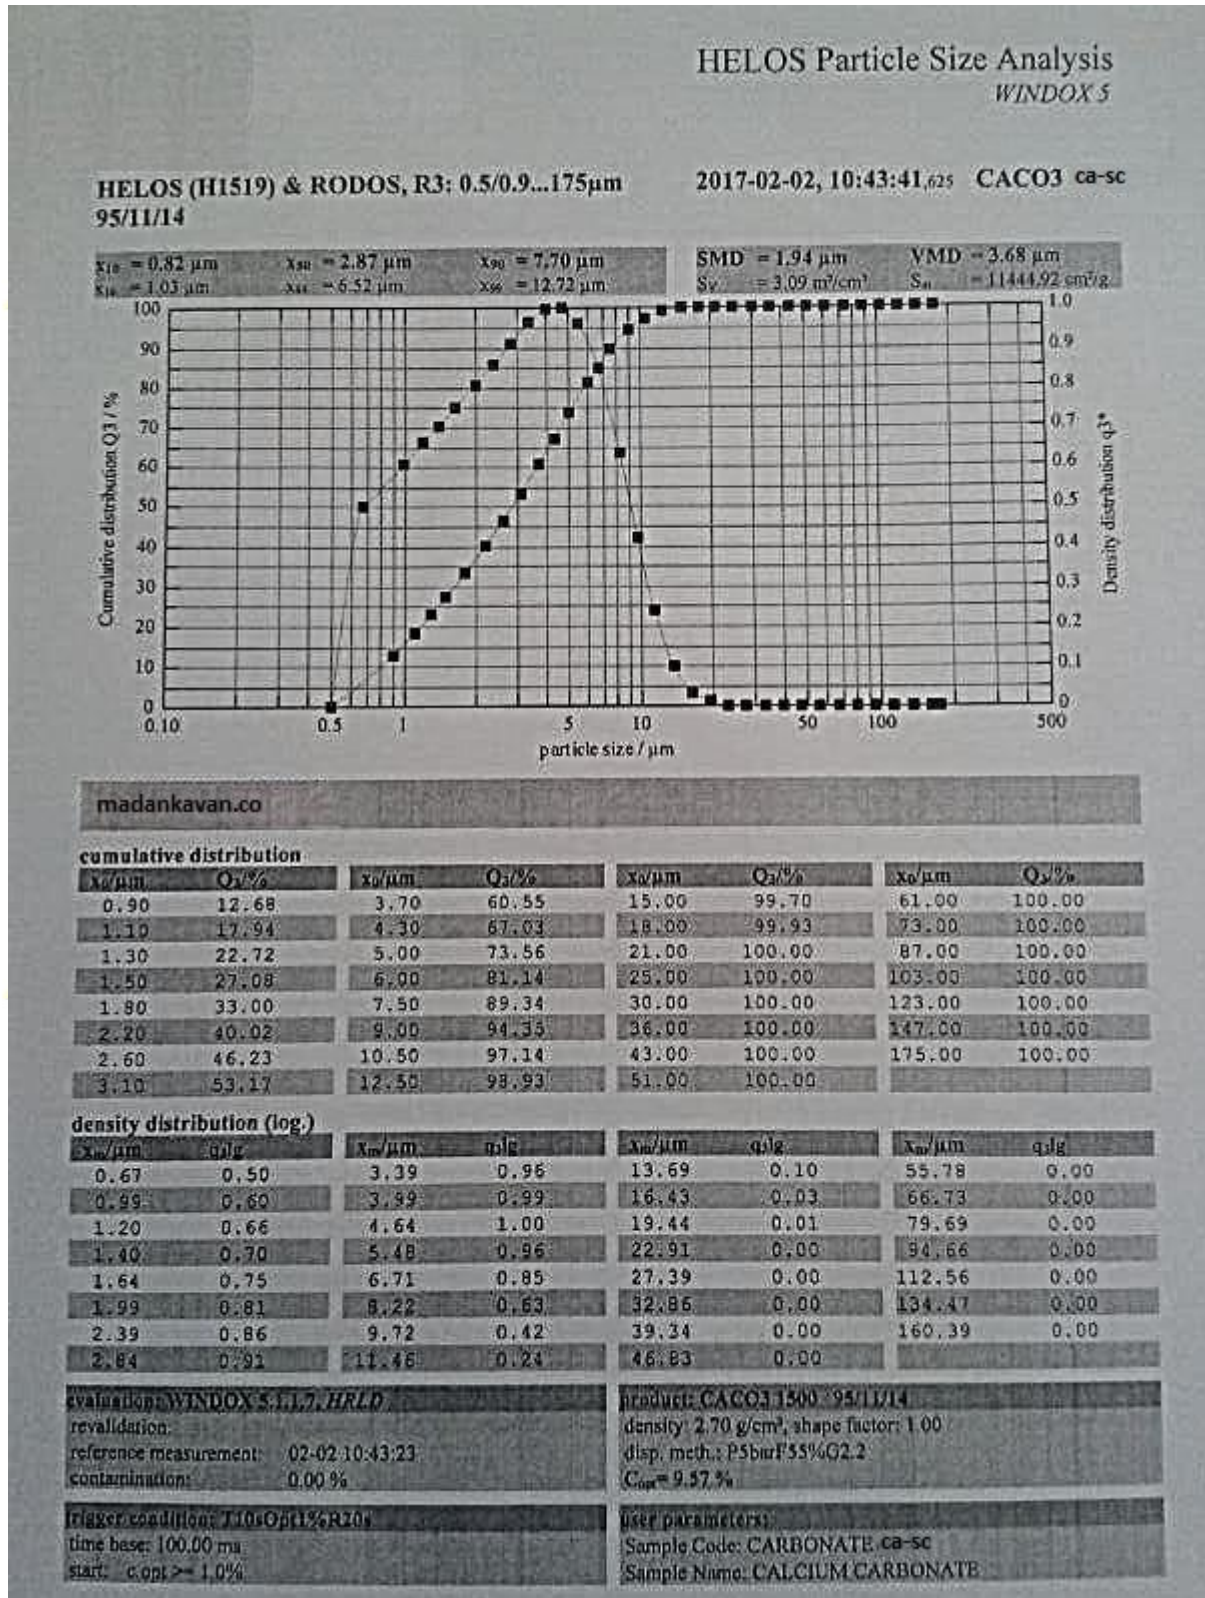 HELOS Particle Size Analysis
WINDOX 5
HELOS (H1519) & RODOS, R3: 0.5/0.9...175µm
95/11/14
2017-02-02, 10:43:41,625 CACO3 ca-sc
x10 = 0.82 µm x50 = 2.87 µm x90 = 7.70 µm SMD = 1.94 µm VMD = 3.68 µm
x16 = 1.03 µm x84 = 6.52 µm x99 = 12.72 µm Sv = 3.09 m²/cm³ Sm = 11444.92 cm²/g
Cumulative distribution Q3 / %
100
90
80
70
60
50
40
30
20
10
0
1.0
0.9
0.8
0.7
0.6
0.5
0.4
0.3
0.2
0.1
0
Density distribution q3*
0.10 0.5 1 5 10 50 100 500
particle size / µm
madankavan.co
cumulative distribution
x0/µm Q3/% x0/µm Q3/% x0/µm Q3/% x0/µm Q3/%
0.90 12.68 3.70 60.55 15.00 99.70 61.00 100.00
1.10 17.94 4.30 67.03 18.00 99.93 73.00 100.00
1.30 22.72 5.00 73.56 21.00 100.00 87.00 100.00
1.50 27.08 6.00 81.14 25.00 100.00 103.00 100.00
1.80 33.00 7.50 89.34 30.00 100.00 123.00 100.00
2.20 40.02 9.00 94.35 36.00 100.00 147.00 100.00
2.60 46.23 10.50 97.14 43.00 100.00 175.00 100.00
3.10 53.17 12.50 98.93 51.00 100.00
density distribution (log.)
xm/µm q3lg xm/µm q3lg xm/µm q3lg xm/µm q3lg
0.67 0.50 3.39 0.96 13.69 0.10 55.78 0.00
0.99 0.60 3.99 0.99 16.43 0.03 66.73 0.00
1.20 0.66 4.64 1.00 19.44 0.01 79.69 0.00
1.40 0.70 5.48 0.96 22.91 0.00 94.66 0.00
1.64 0.75 6.71 0.85 27.39 0.00 112.56 0.00
1.99 0.81 8.22 0.63 32.86 0.00 134.47 0.00
2.39 0.86 9.72 0.42 39.34 0.00 160.39 0.00
2.84 0.91 11.46 0.24 46.83 0.00
evaluation: WINDOX 5.1.1.7, HRLD
revalidation:
reference measurement: 02-02 10:43:23
contamination: 0.00 %
product: CACO3 1500 95/11/14
density: 2.70 g/cm³, shape factor: 1.00
disp. meth.: P5barF55%G2.2
Copt= 9.57 %
trigger condition: T10sOpt1%R20s
time base: 100.00 ms
start: c.opt >= 1.0%
user parameters:
Sample Code: CARBONATE ca-sc
Sample Name: CALCIUM CARBONATE